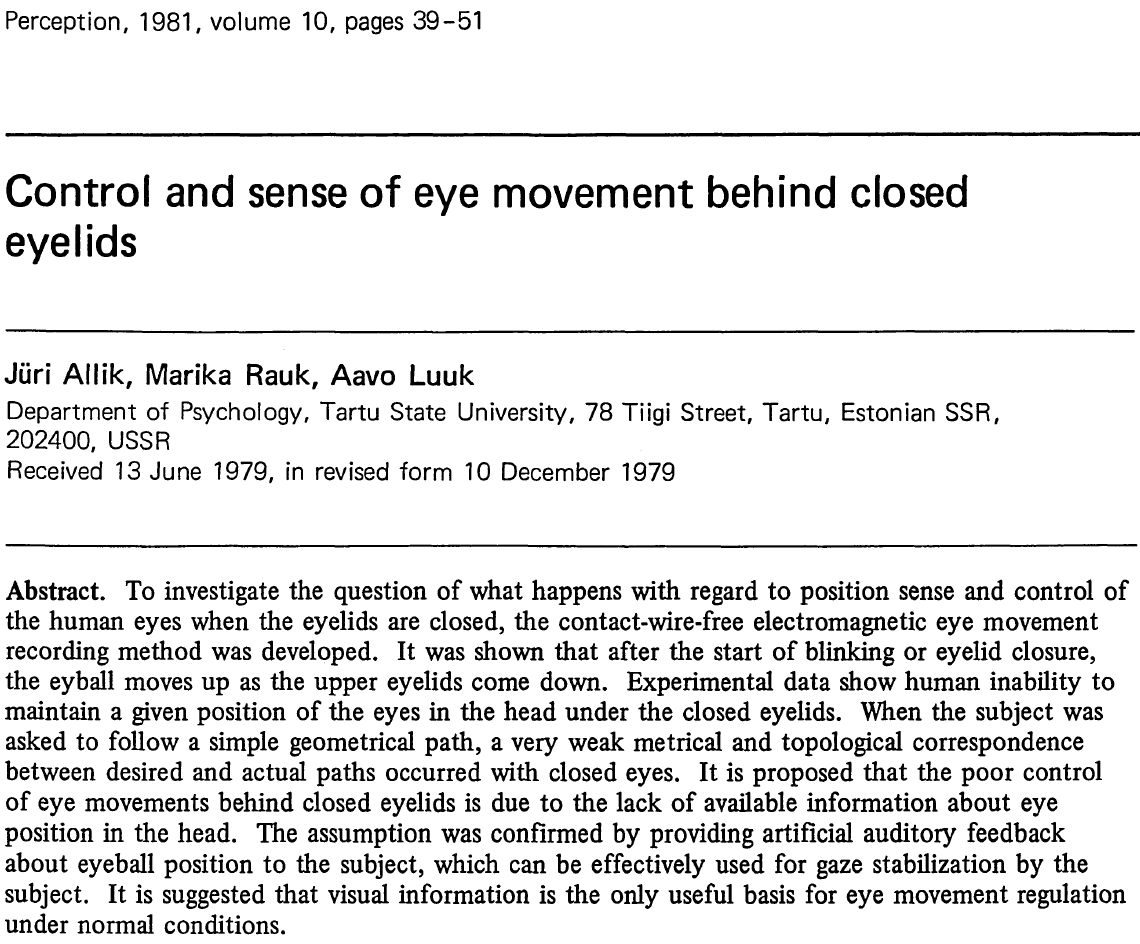 Perception, 1981, volume 10, pages 39-51
Control and sense of eye movement behind closed
eyelids
Jüri Allik, Marika Rauk, Aavo Luuk
Department of Psychology, Tartu State University, 78 Tiigi Street, Tartu, Estonian SSR,
202400, USSR
Received 13 June 1979, in revised form 10 December 1979
Abstract. To investigate the question of what happens with regard to position sense and control of
the human eyes when the eyelids are closed, the contact-wire-free electromagnetic eye movement
recording method was developed. It was shown that after the start of blinking or eyelid closure,
the eyball moves up as the upper eyelids come down. Experimental data show human inability to
maintain a given position of the eyes in the head under the closed eyelids. When the subject was
asked to follow a simple geometrical path, a very weak metrical and topological correspondence
between desired and actual paths occurred with closed eyes. It is proposed that the poor control
of eye movements behind closed eyelids is due to the lack of available information about eye
position in the head. The assumption was confirmed by providing artificial auditory feedback
about eyeball position to the subject, which can be effectively used for gaze stabilization by the
subject. It is suggested that visual information is the only useful basis for eye movement regulation
under normal conditions.